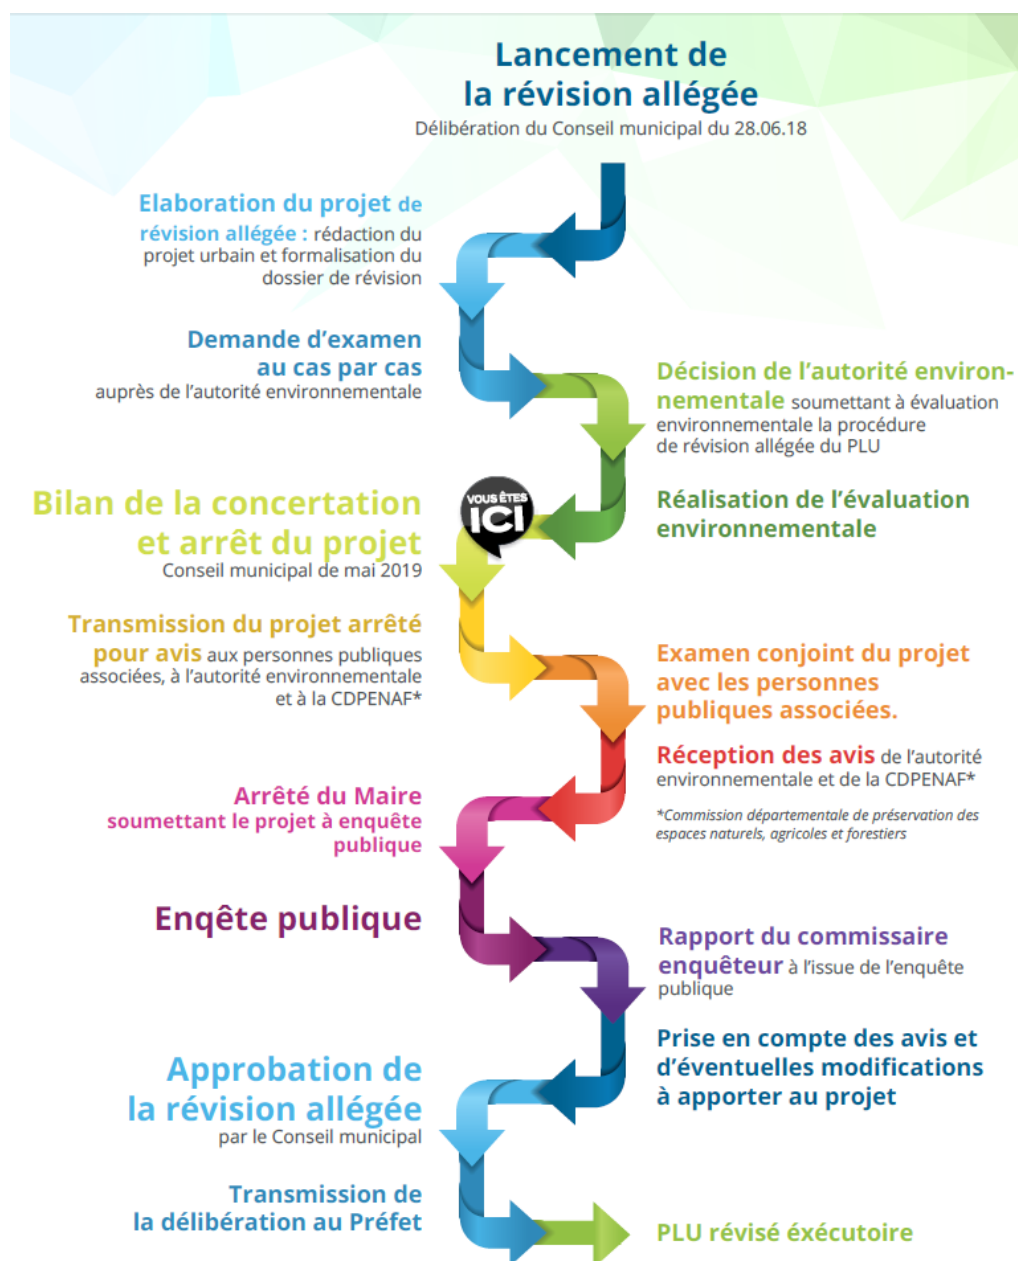 Lancement de
la révision allégée
Délibération du Conseil municipal du 28.06.18
Elaboration du projet de
révision allégée : rédaction du
projet urbain et formalisation du
dossier de révision
Demande d’examen
au cas par cas
auprès de l’autorité environnementale
Décision de l’autorité environ-
nementale soumettant à évaluation
environnementale la procédure
de révision allégée du PLU
Réalisation de l’évaluation
environnementale
VOUS ÊTES
ICI
Bilan de la concertation
et arrêt du projet
Conseil municipal de mai 2019
Transmission du projet arrêté
pour avis aux personnes publiques
associées, à l’autorité environnementale
et à la CDPENAF*
Examen conjoint du projet
avec les personnes
publiques associées.
Réception des avis de l’autorité
environnementale et de la CDPENAF*
*Commission départementale de préservation des
espaces naturels, agricoles et forestiers
Arrêté du Maire
soumettant le projet à enquête
publique
Enqête publique
Rapport du commissaire
enquêteur à l’issue de l’enquête
publique
Prise en compte des avis et
d’éventuelles modifications
à apporter au projet
Approbation de
la révision allégée
par le Conseil municipal
Transmission de
la délibération au Préfet
PLU révisé éxécutoire